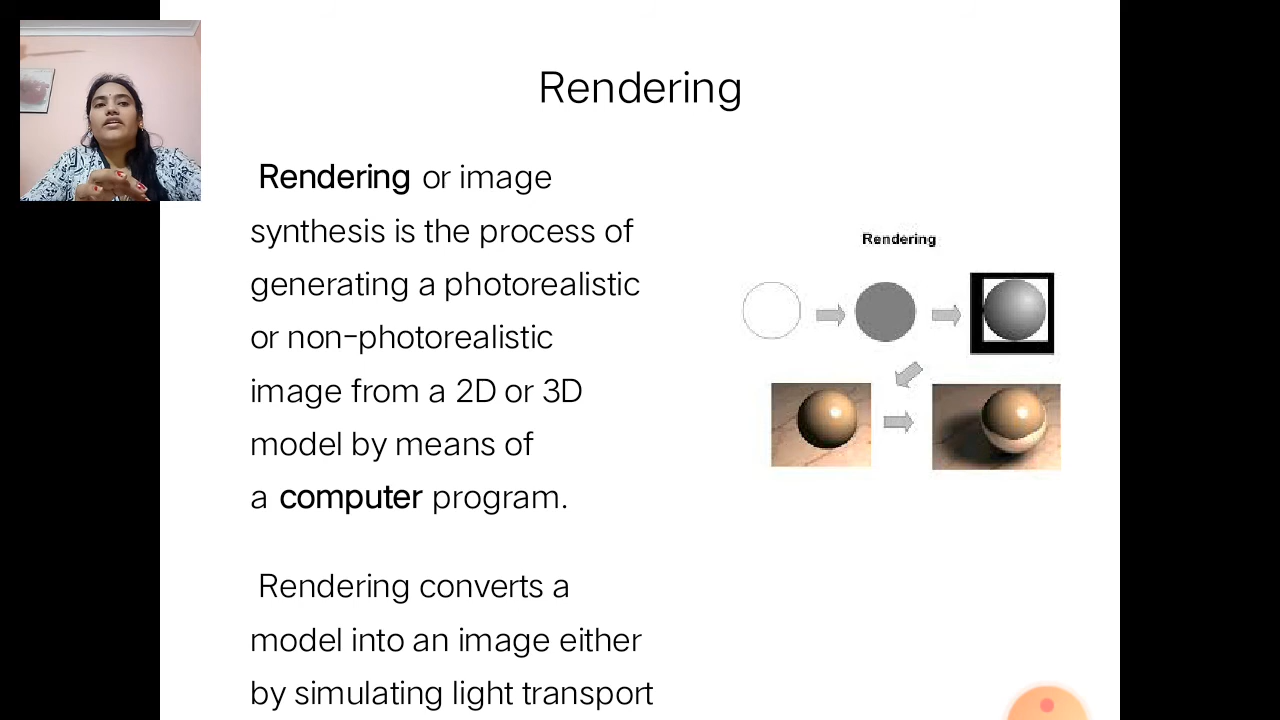 Rendering
Rendering or image
synthesis is the process of
generating a photorealistic
or non-photorealistic
image from a 2D or 3D
model by means of
a computer program.
Rendering converts a
model into an image either
by simulating light transport
Rendering